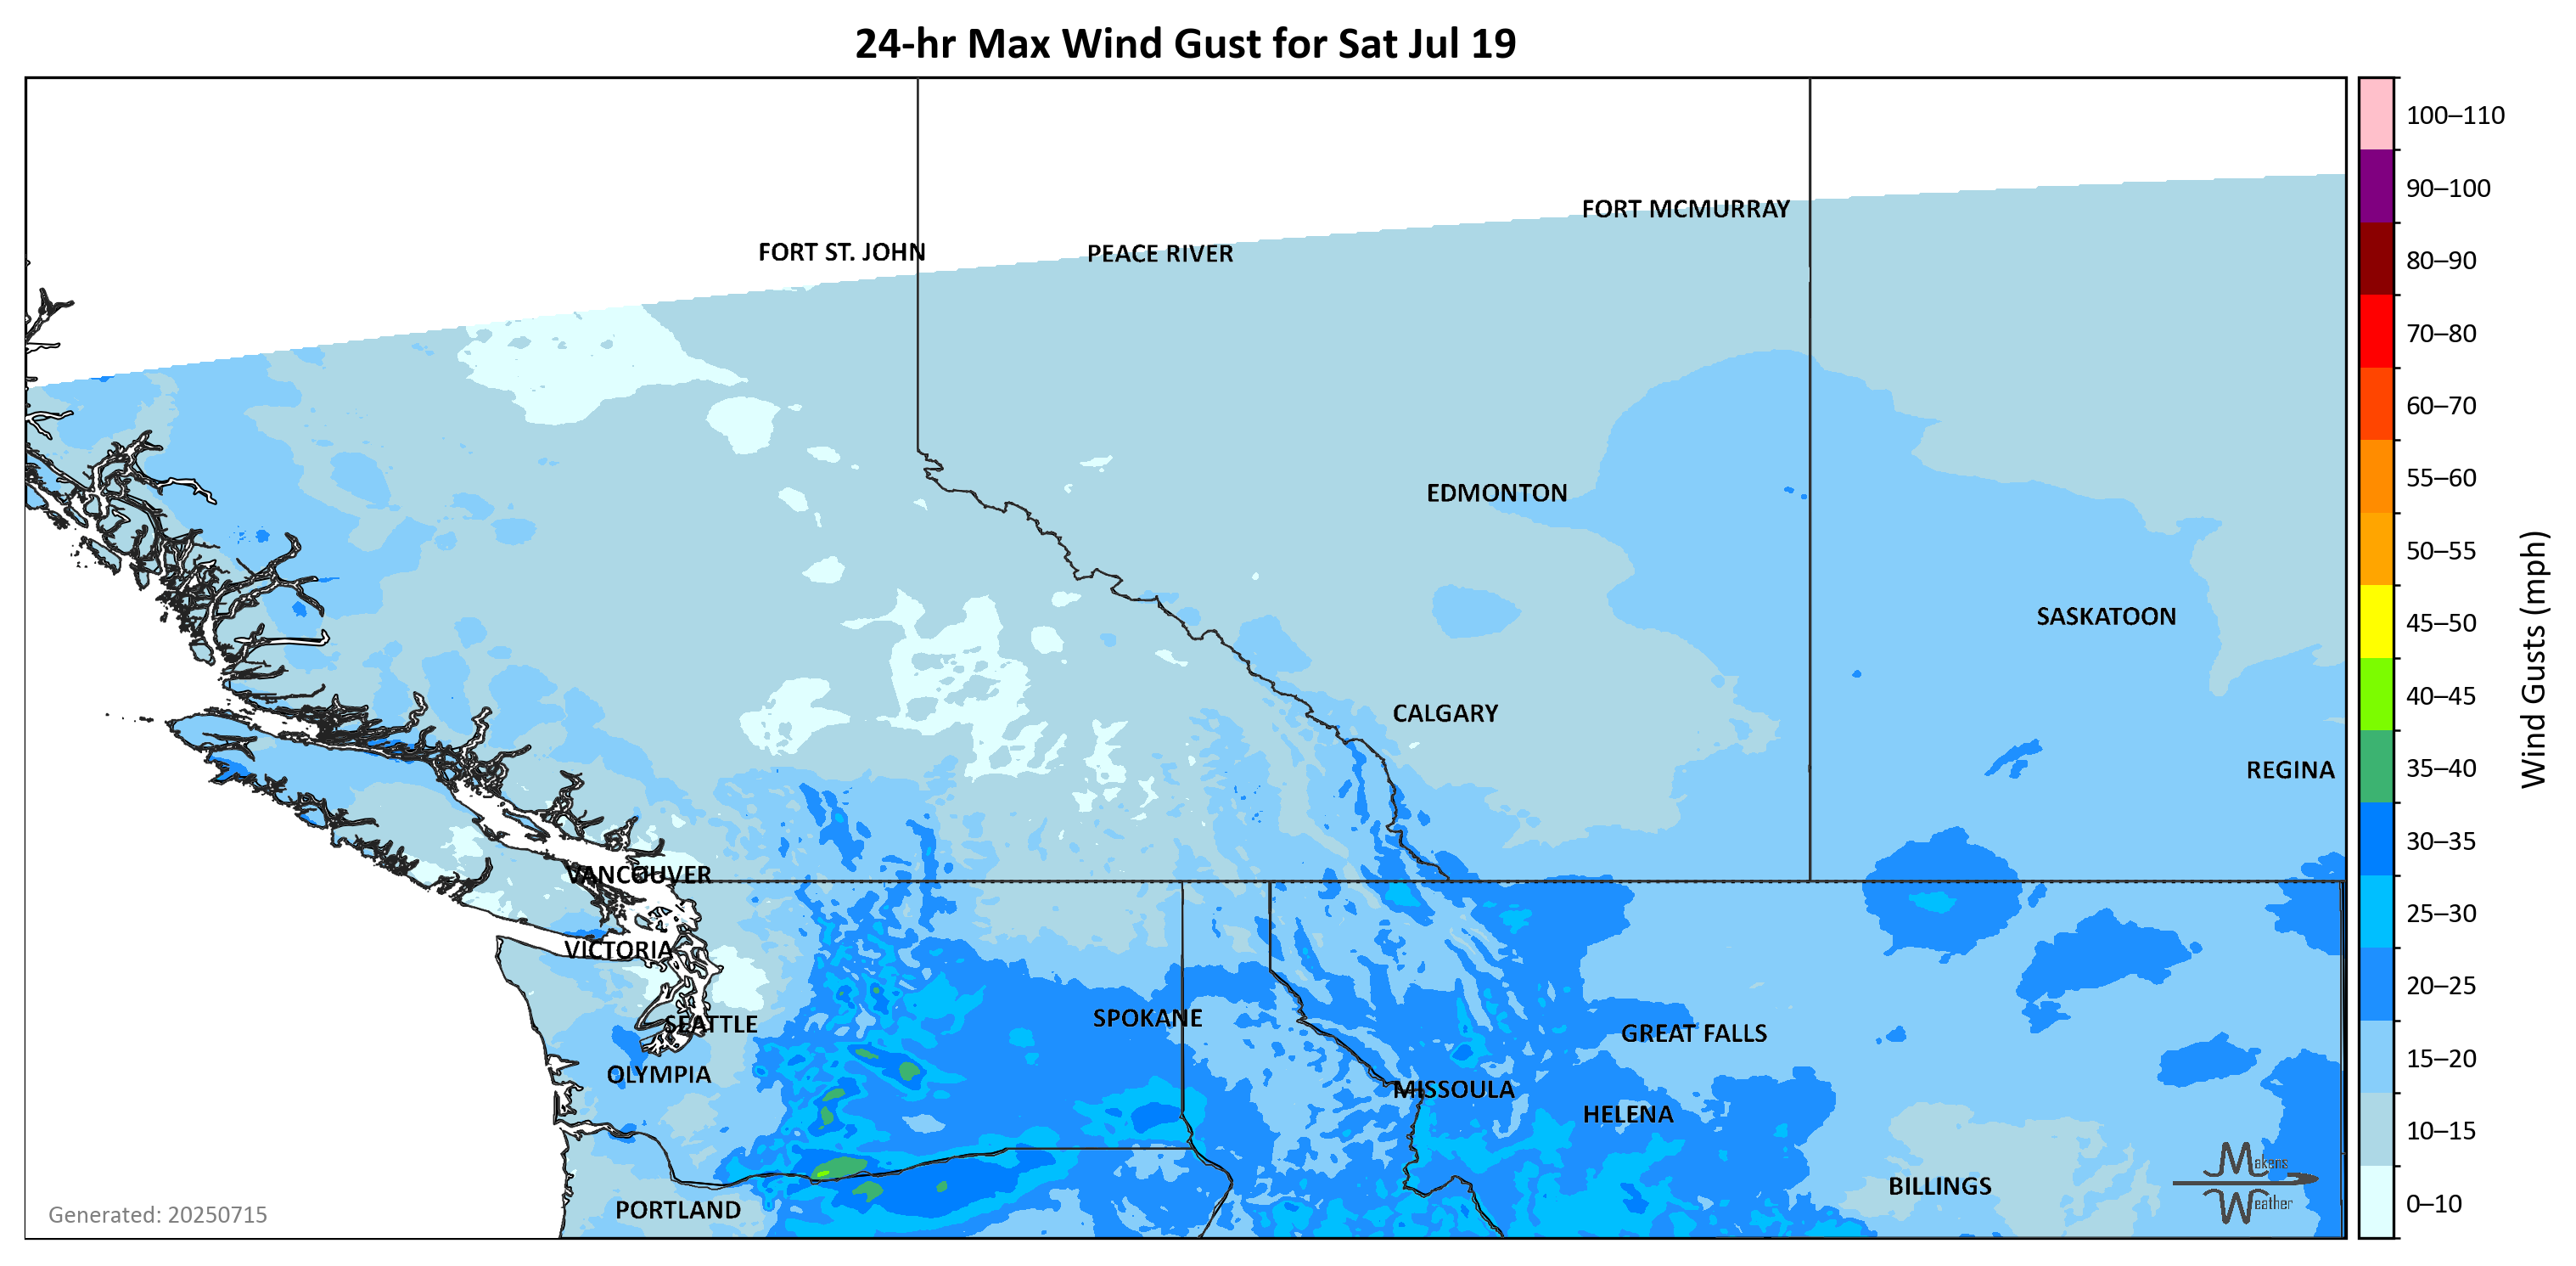 24-hr Max Wind Gust for Sat Jul 19
FORT MCMURRAY
FORT ST. JOHN
PEACE RIVER
EDMONTON
SASKATOON
CALGARY
REGINA
VANCOUVER
VICTORIA
SEATTLE
SPOKANE
GREAT FALLS
OLYMPIA
MISSOULA
HELENA
BILLINGS
PORTLAND
Makens
Weather
Generated: 20250715
100–110
90–100
80–90
70–80
60–70
55–60
50–55
45–50
40–45
35–40
30–35
25–30
20–25
15–20
10–15
0–10
Wind Gusts (mph)